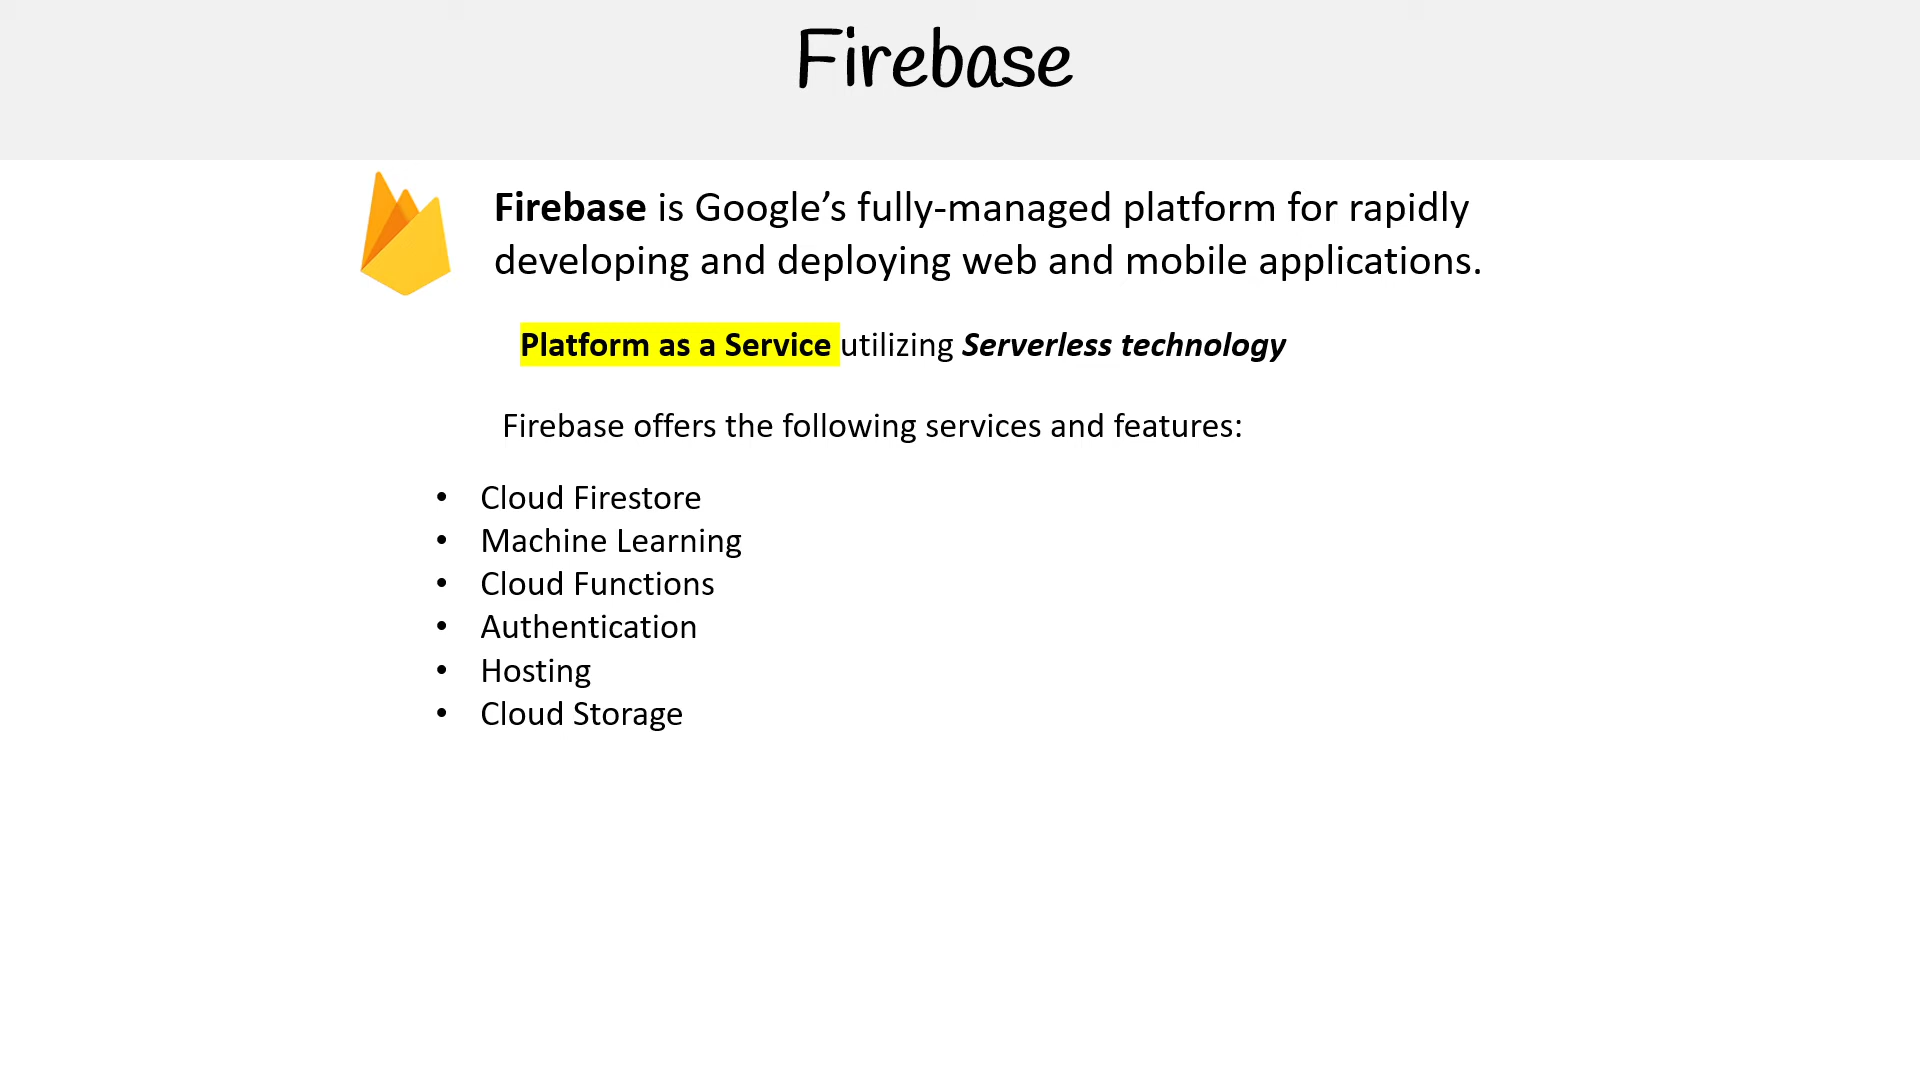 Firebase
Firebase is Google’s fully-managed platform for rapidly
developing and deploying web and mobile applications.
Platform as a Service utilizing Serverless technology
Firebase offers the following services and features:
• Cloud Firestore
• Machine Learning
• Cloud Functions
• Authentication
• Hosting
• Cloud Storage